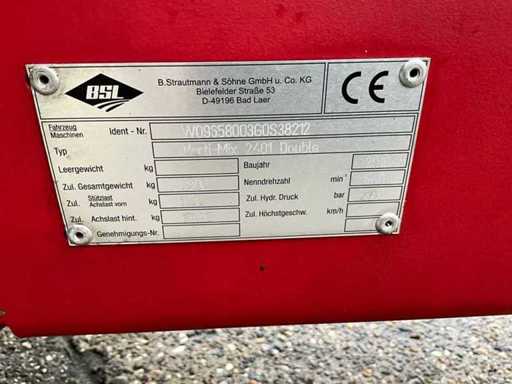 BSL
B.Strautmann & Söhne GmbH u. Co. KG
Bielefelder Straße 53
D-49196 Bad Laer
CE
Fahrzeug
Maschinen
Ident - Nr.
W09558003G0S38212
Typ
Verti-Mix 2401 Double
Leergewicht kg
Baujahr
Zul. Gesamtgewicht kg
Nenndrehzahl min
Zul. Stützlast
Achslast vorn kg
Zul. Hydr. Druck bar
Zul. Achslast hint. kg
Zul. Höchstgeschw. km/h
Genehmigungs-Nr.